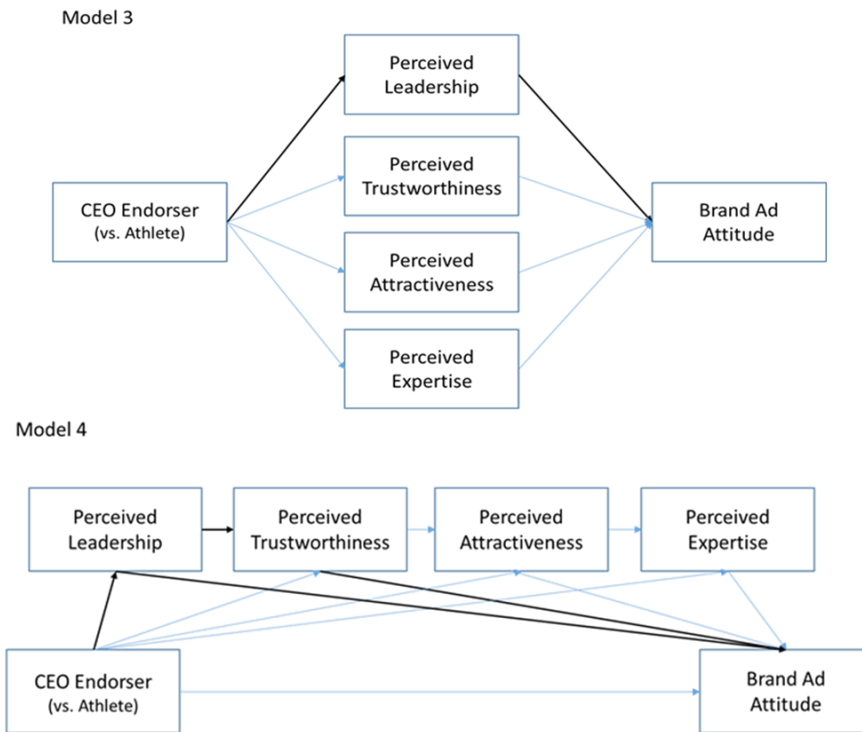 Model 3
Perceived
Leadership
Perceived
Trustworthiness
CEO Endorser
(vs. Athlete)
Brand Ad
Attitude
Perceived
Attractiveness
Perceived
Expertise
Model 4
Perceived
Leadership
Perceived
Trustworthiness
Perceived
Attractiveness
Perceived
Expertise
CEO Endorser
(vs. Athlete)
Brand Ad
Attitude